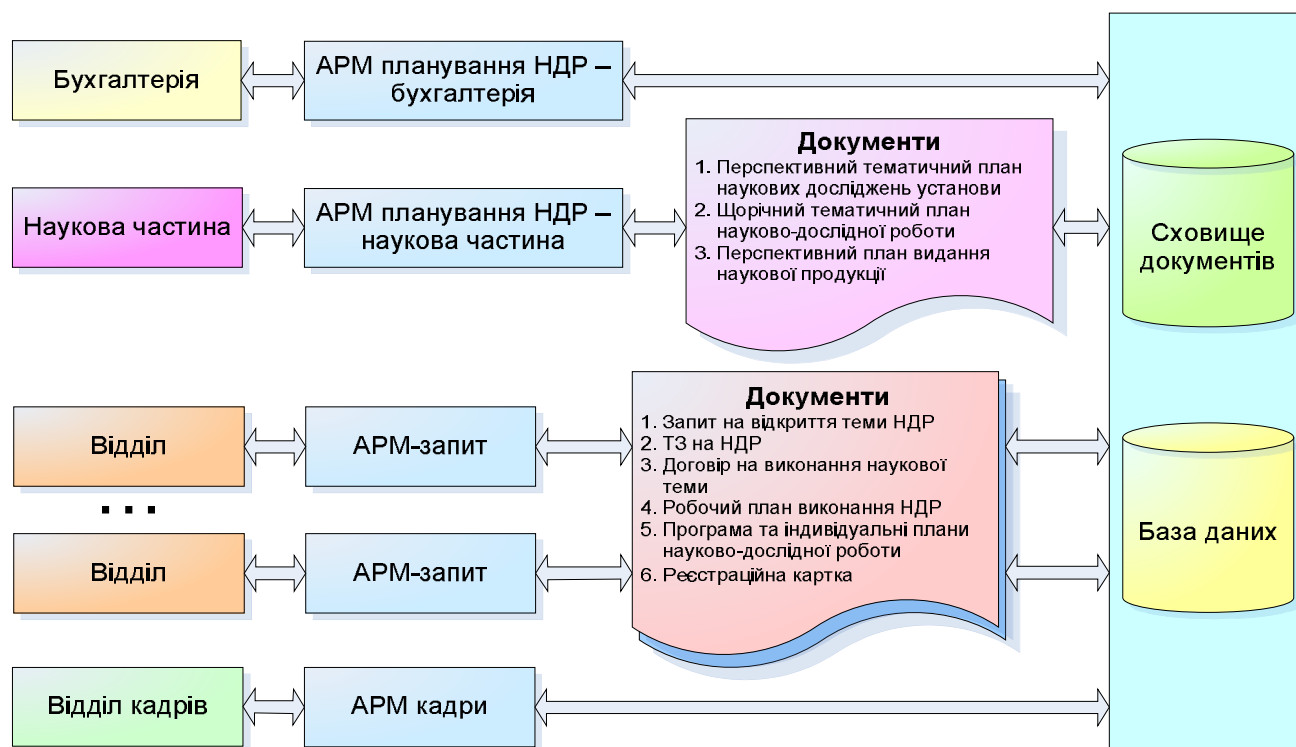 Бухгалтерія
АРМ планування НДР –
бухгалтерія
Наукова частина
АРМ планування НДР –
наукова частина
Документи
1. Перспективний тематичний план
наукових досліджень установи
2. Щорічний тематичний план
науково-дослідної роботи
3. Перспективний план видання
наукової продукції
Сховище
документів
Відділ
АРМ-запит
. . .
Відділ
АРМ-запит
Документи
1. Запит на відкриття теми НДР
2. ТЗ на НДР
3. Договір на виконання наукової
теми
4. Робочий план виконання НДР
5. Програма та індивідуальні плани
науково-дослідної роботи
6. Реєстраційна картка
База даних
Відділ кадрів
АРМ кадри